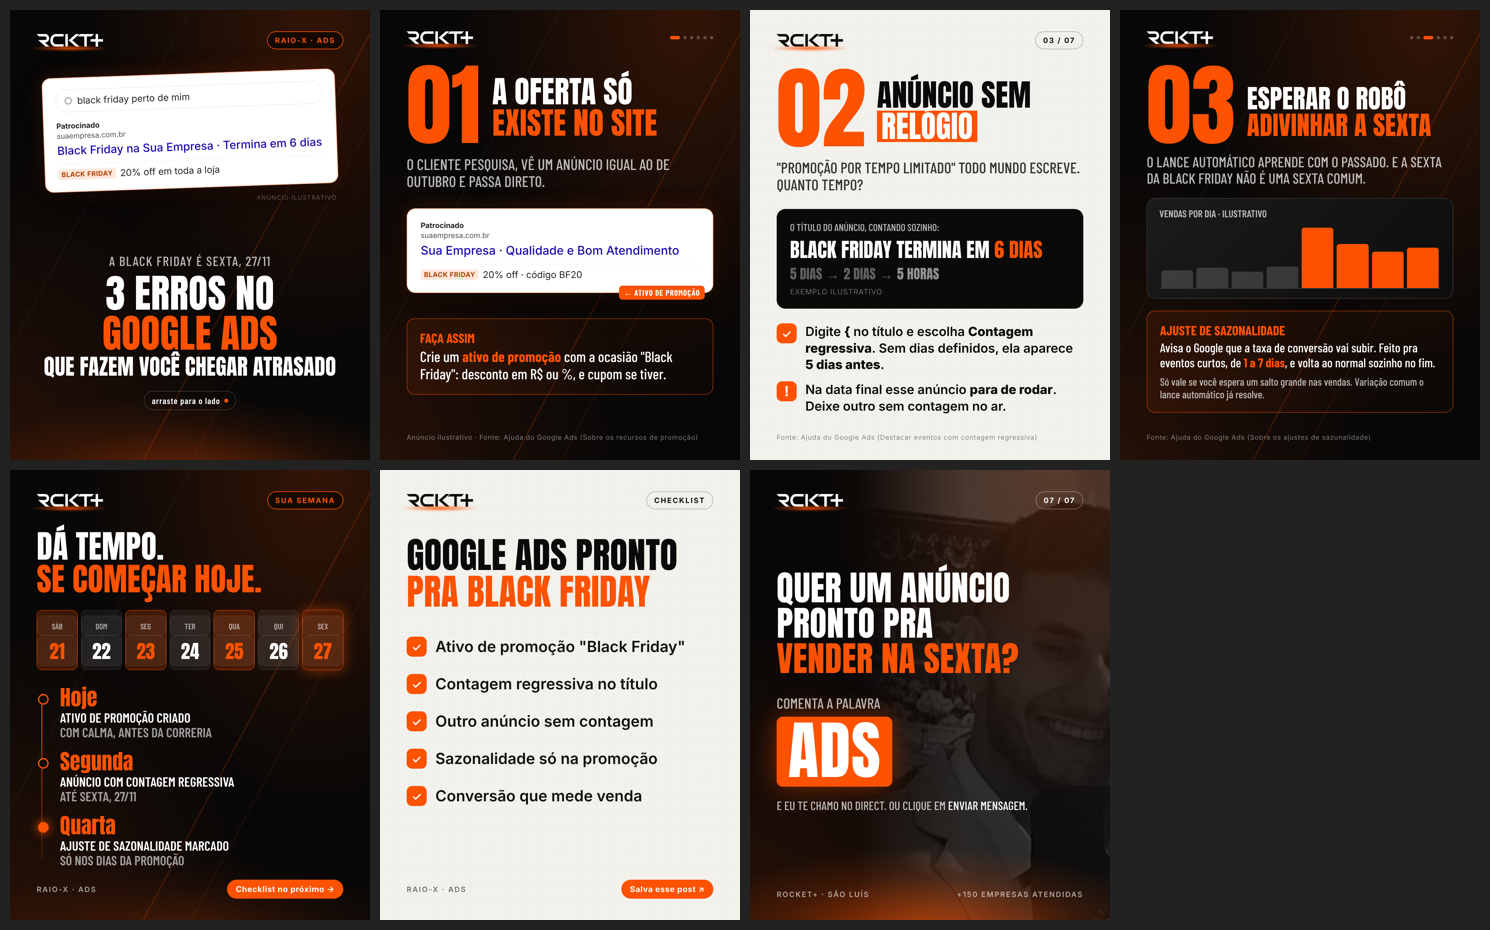 RCKT+
RAIO-X · ADS
black friday perto de mim
Patrocinado
suaempresa.com.br
Black Friday na Sua Empresa · Termina em 6 dias
BLACK FRIDAY 20% off em toda a loja
ANÚNCIO ILUSTRATIVO
A BLACK FRIDAY É SEXTA, 27/11
3 ERROS NO
GOOGLE ADS
QUE FAZEM VOCÊ CHEGAR ATRASADO
arraste para o lado
RCKT+
01 A OFERTA SÓ
EXISTE NO SITE
O CLIENTE PESQUISA, VÊ UM ANÚNCIO IGUAL AO DE
OUTUBRO E PASSA DIRETO.
Patrocinado
suaempresa.com.br
Sua Empresa · Qualidade e Bom Atendimento
BLACK FRIDAY 20% off · código BF20
← ATIVO DE PROMOÇÃO
FAÇA ASSIM
Crie um ativo de promoção com a ocasião "Black
Friday": desconto em R$ ou %, e cupom se tiver.
Anúncio ilustrativo · Fonte: Ajuda do Google Ads (Sobre os recursos de promoção)
RCKT+
03 / 07
02 ANÚNCIO SEM
RELÓGIO
"PROMOÇÃO POR TEMPO LIMITADO" TODO MUNDO ESCREVE.
QUANTO TEMPO?
O TÍTULO DO ANÚNCIO, CONTANDO SOZINHO:
BLACK FRIDAY TERMINA EM 6 DIAS
5 DIAS → 2 DIAS → 5 HORAS
EXEMPLO ILUSTRATIVO
Digite { no título e escolha Contagem
regressiva. Sem dias definidos, ela aparece
5 dias antes.
! Na data final esse anúncio para de rodar.
Deixe outro sem contagem no ar.
Fonte: Ajuda do Google Ads (Destacar eventos com contagem regressiva)
RCKT+
03 ESPERAR O ROBÔ
ADIVINHAR A SEXTA
O LANCE AUTOMÁTICO APRENDE COM O PASSADO. E A SEXTA
DA BLACK FRIDAY NÃO É UMA SEXTA COMUM.
VENDAS POR DIA · ILUSTRATIVO
AJUSTE DE SAZONALIDADE
Avisa o Google que a taxa de conversão vai subir. Feito pra
eventos curtos, de 1 a 7 dias, e volta ao normal sozinho no fim.
Só vale se você espera um salto grande nas vendas. Variação comum o
lance automático já resolve.
Fonte: Ajuda do Google Ads (Sobre os ajustes de sazonalidade)
RCKT+
SUA SEMANA
DÁ TEMPO.
SE COMEÇAR HOJE.
SÁB DOM SEG TER QUA QUI SEX
21 22 23 24 25 26 27
Hoje
ATIVO DE PROMOÇÃO CRIADO
COM CALMA, ANTES DA CORRERIA
Segunda
ANÚNCIO COM CONTAGEM REGRESSIVA
ATÉ SEXTA, 27/11
Quarta
AJUSTE DE SAZONALIDADE MARCADO
SÓ NOS DIAS DA PROMOÇÃO
RAIO-X · ADS
Checklist no próximo →
RCKT+
CHECKLIST
GOOGLE ADS PRONTO
PRA BLACK FRIDAY
Ativo de promoção "Black Friday"
Contagem regressiva no título
Outro anúncio sem contagem
Sazonalidade só na promoção
Conversão que mede venda
RAIO-X · ADS
Salva esse post ↗
RCKT+
07 / 07
QUER UM ANÚNCIO
PRONTO PRA
VENDER NA SEXTA?
COMENTA A PALAVRA
ADS
E EU TE CHAMO NO DIRECT. OU CLIQUE EM ENVIAR MENSAGEM.
ROCKET+ · SÃO LUÍS
+150 EMPRESAS ATENDIDAS